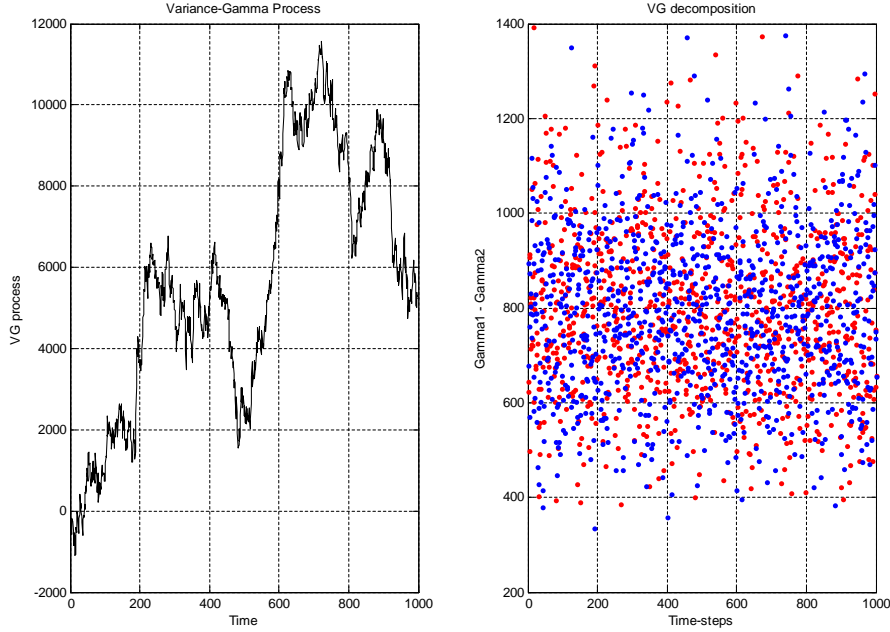 Variance-Gamma Process
12000
10000
8000
6000
4000
2000
0
-2000
VG process
0 200 400 600 800 1000
Time
VG decomposition
1400
1200
1000
800
600
400
200
Gamma1 - Gamma2
0 200 400 600 800 1000
Time-steps